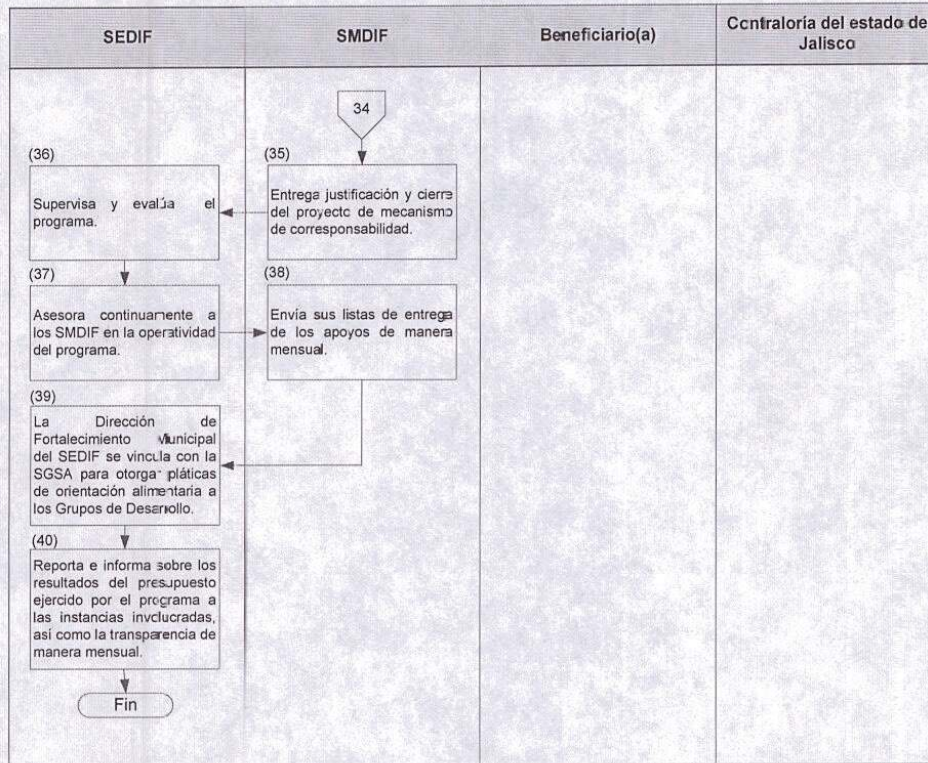 SEDIF
SMDIF
Beneficiario(a)
Contraloría del estado de
Jalisco
34
(35)
Entrega justificación y cierre
del proyecto de mecanismo
de corresponsabilidad.
(36)
Supervisa y evalúa el
programa.
(37)
Asesora continuamente a
los SMDIF en la operatividad
del programa.
(38)
Envía sus listas de entrega
de los apoyos de manera
mensual.
(39)
La Dirección de
Fortalecimiento Municipal
del SEDIF se vincula con la
SGSA para otorgar pláticas
de orientación alimentaria a
los Grupos de Desarrollo.
(40)
Reporta e informa sobre los
resultados del presupuesto
ejercido por el programa a
las instancias involucradas,
así como la transparencia de
manera mensual.
Fin